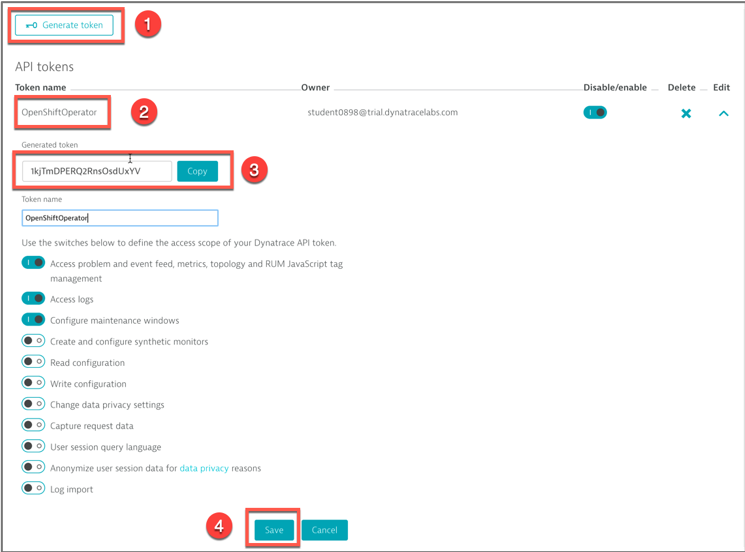 Generate token
1
API tokens
Token name Owner Disable/enable Delete Edit
OpenShiftOperator student0898@trial.dynatracelabs.com
2
Generated token
1kjTmDPERQ2RnsOsdUxYV Copy
3
Token name
OpenShiftOperator
Use the switches below to define the access scope of your Dynatrace API token.
Access problem and event feed, metrics, topology and RUM JavaScript tag
management
Access logs
Configure maintenance windows
Create and configure synthetic monitors
Read configuration
Write configuration
Change data privacy settings
Capture request data
User session query language
Anonymize user session data for data privacy reasons
Log import
4
Save Cancel